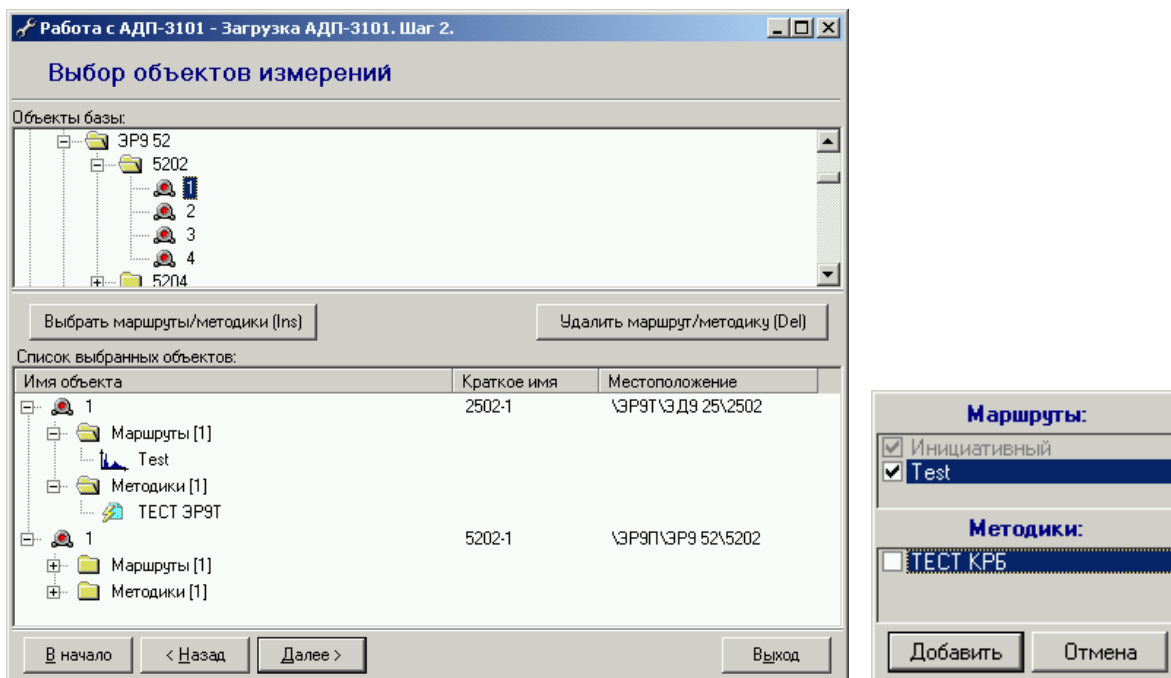 Работа с АДП-3101 - Загрузка АДП-3101. Шаг 2.
Выбор объектов измерений
Объекты базы:
ЭР9 52
5202
1
2
3
4
5204
Выбрать маршруты/методики (Ins) Удалить маршрут/методику (Del)
Список выбранных объектов:
Имя объекта Краткое имя Местоположение
1 2502-1 \ЭР9Т\ЭД9 25\2502
Маршруты [1]
Test
Методики [1]
ТЕСТ ЭР9Т
1 5202-1 \ЭР9П\ЭР9 52\5202
Маршруты [1]
Методики [1]
В начало < Назад Далее > Выход
Маршруты:
Инициативный
Test
Методики:
ТЕСТ КРБ
Добавить Отмена